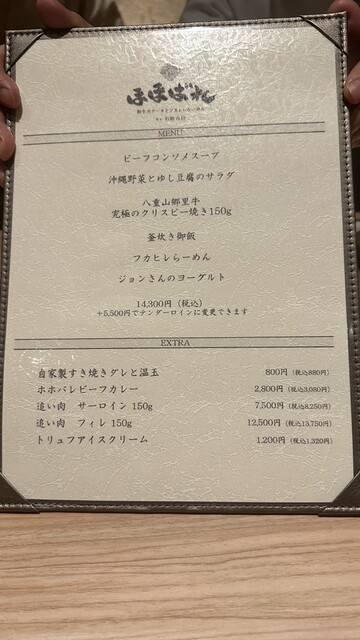 ほほばれ
MENU
ビーフコンソメスープ
沖縄野菜とゆし豆腐のサラダ
八重山郷里牛
究極のクリスピー焼き150g
釜炊き御飯
フカヒレらーめん
ジョンさんのヨーグルト
14,300円（税込）
+5,500円でテンダーロインに変更できます
EXTRA
自家製すき焼きダレと温玉 800円（税込880円）
ホホバレビーフカレー 2,800円（税込3,080円）
追い肉 サーロイン 150g 7,500円（税込8,250円）
追い肉 フィレ 150g 12,500円（税込13,750円）
トリュフアイスクリーム 1,200円（税込1,320円）